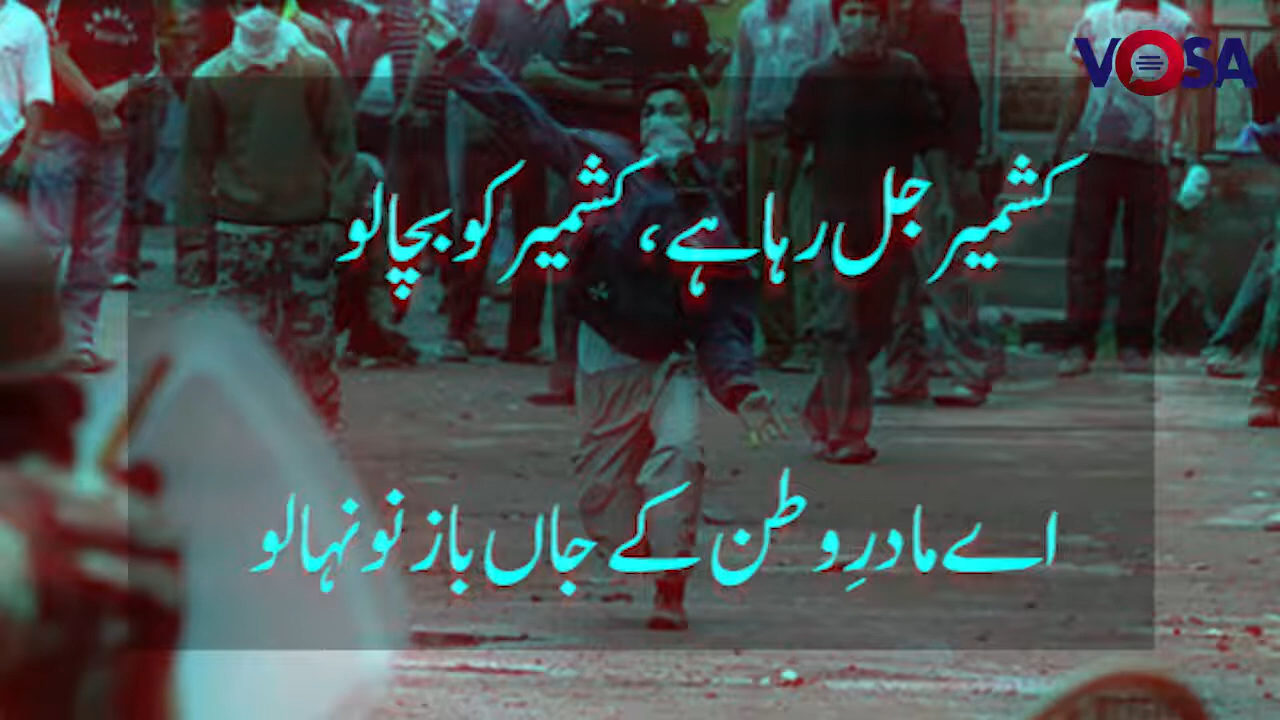 VOSA
کشمیر جل رہا ہے، کشمیر کو بچالو
اے مادرِ وطن کے جاں باز نونہالو